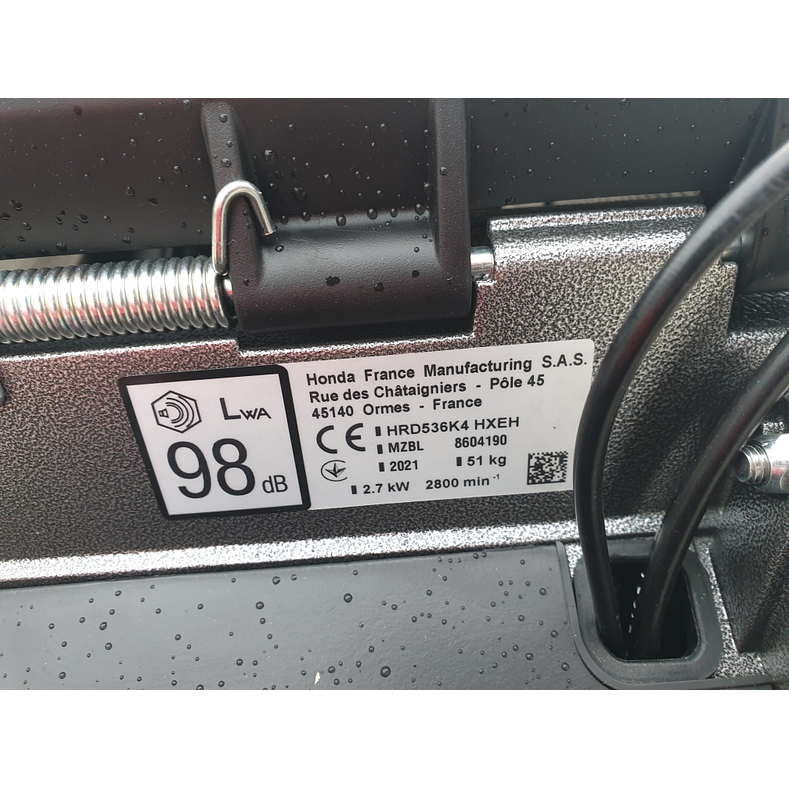 Honda France Manufacturing S.A.S.
Rue des Châtaigniers - Pôle 45
45140 Ormes - France
LWA
98 dB
CE
HRD536K4 HXEH
MZBL 8604190
2021 51 kg
2.7 kW 2800 min⁻¹